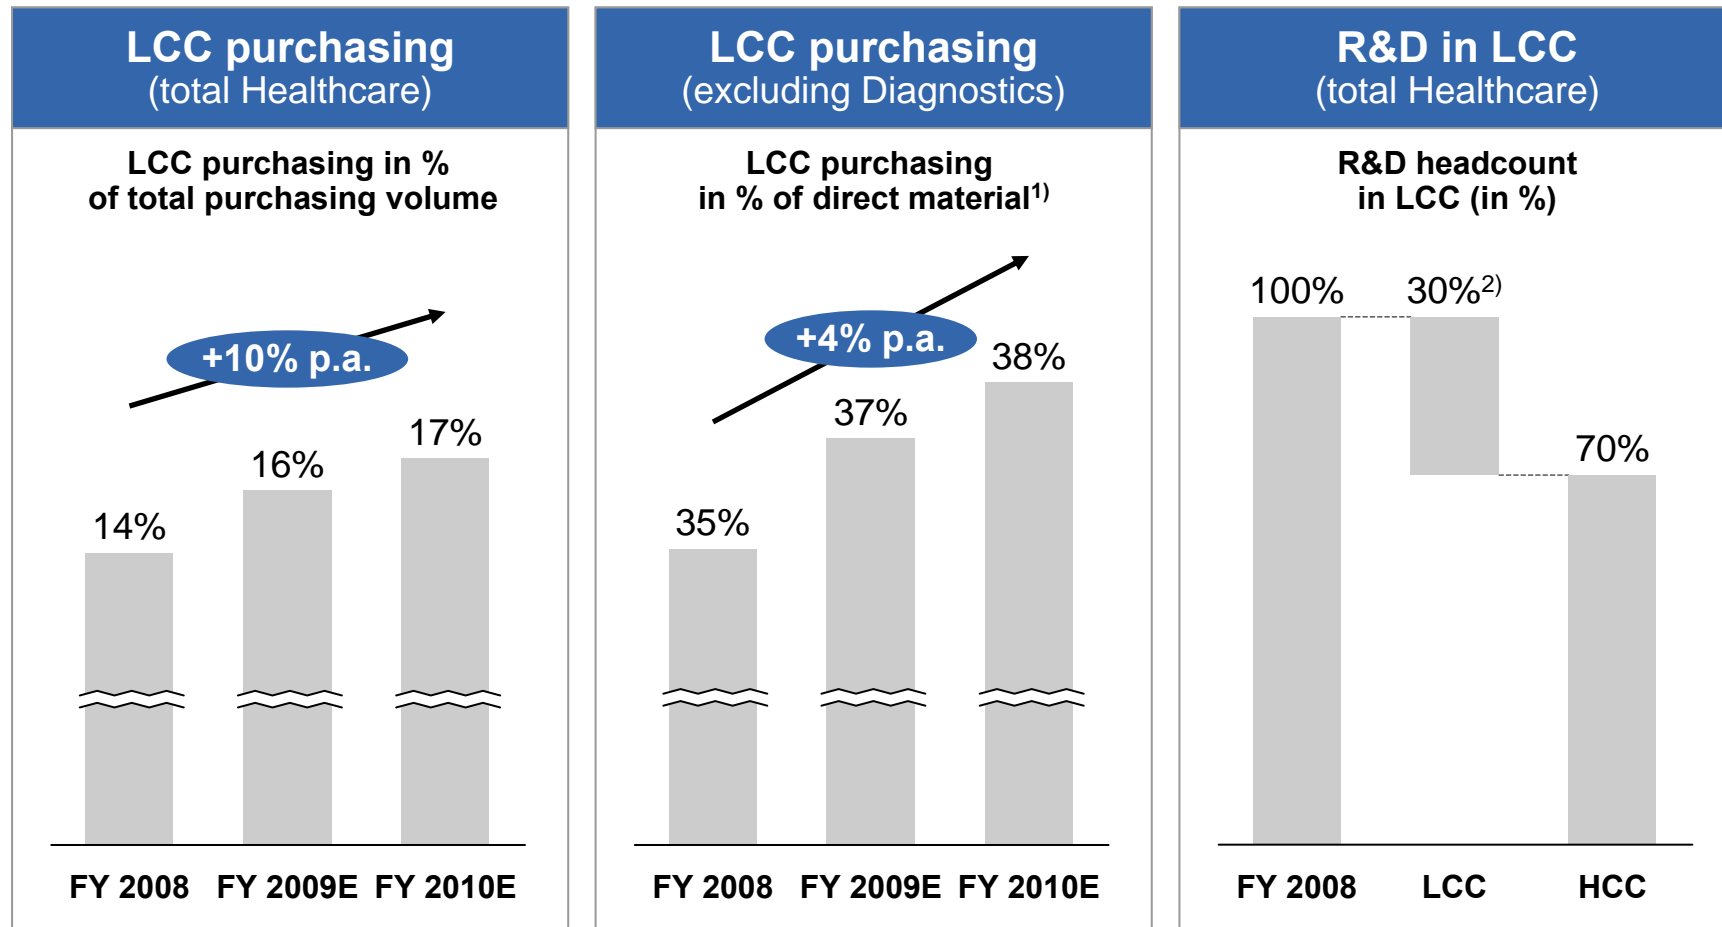 LCC purchasing
(total Healthcare)
LCC purchasing in %
of total purchasing volume
+10% p.a.
14%
16%
17%
FY 2008
FY 2009E
FY 2010E
LCC purchasing
(excluding Diagnostics)
LCC purchasing
in % of direct material1)
+4% p.a.
35%
37%
38%
FY 2008
FY 2009E
FY 2010E
R&D in LCC
(total Healthcare)
R&D headcount
in LCC (in %)
100%
30%2)
70%
FY 2008
LCC
HCC